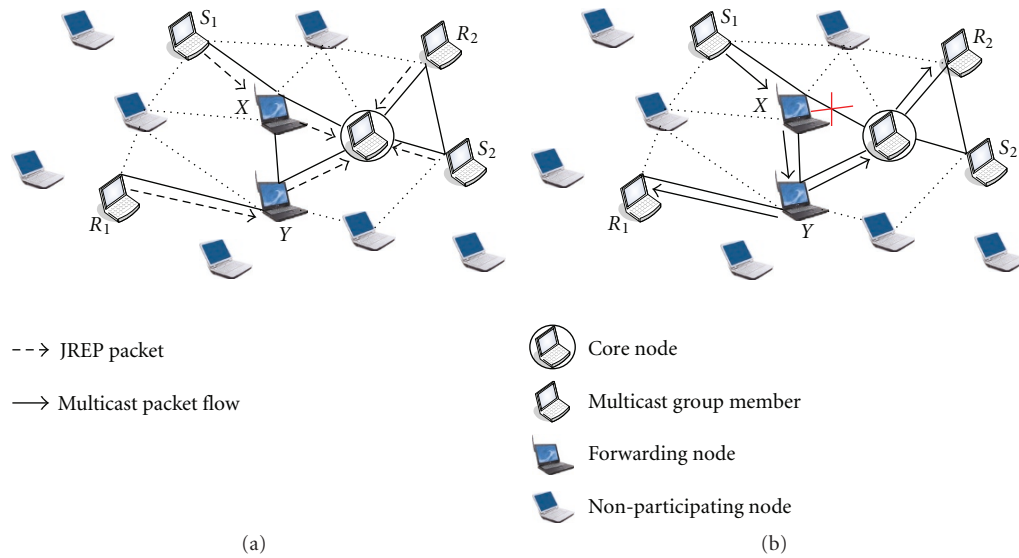 S1
R2
X
S2
R1
Y
JREP packet
Multicast packet flow
(a)
S1
R2
X
S2
R1
Y
Core node
Multicast group member
Forwarding node
Non-participating node
(b)